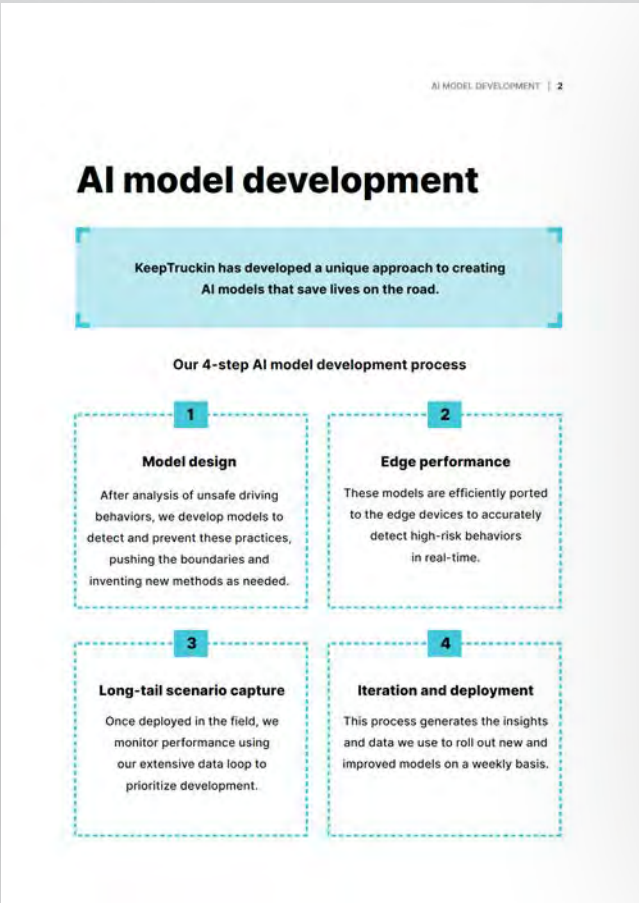 AI MODEL DEVELOPMENT | 2
AI model development
KeepTruckin has developed a unique approach to creating
AI models that save lives on the road.
Our 4-step AI model development process
1
Model design
After analysis of unsafe driving
behaviors, we develop models to
detect and prevent these practices,
pushing the boundaries and
inventing new methods as needed.
2
Edge performance
These models are efficiently ported
to the edge devices to accurately
detect high-risk behaviors
in real-time.
3
Long-tail scenario capture
Once deployed in the field, we
monitor performance using
our extensive data loop to
prioritize development.
4
Iteration and deployment
This process generates the insights
and data we use to roll out new and
improved models on a weekly basis.